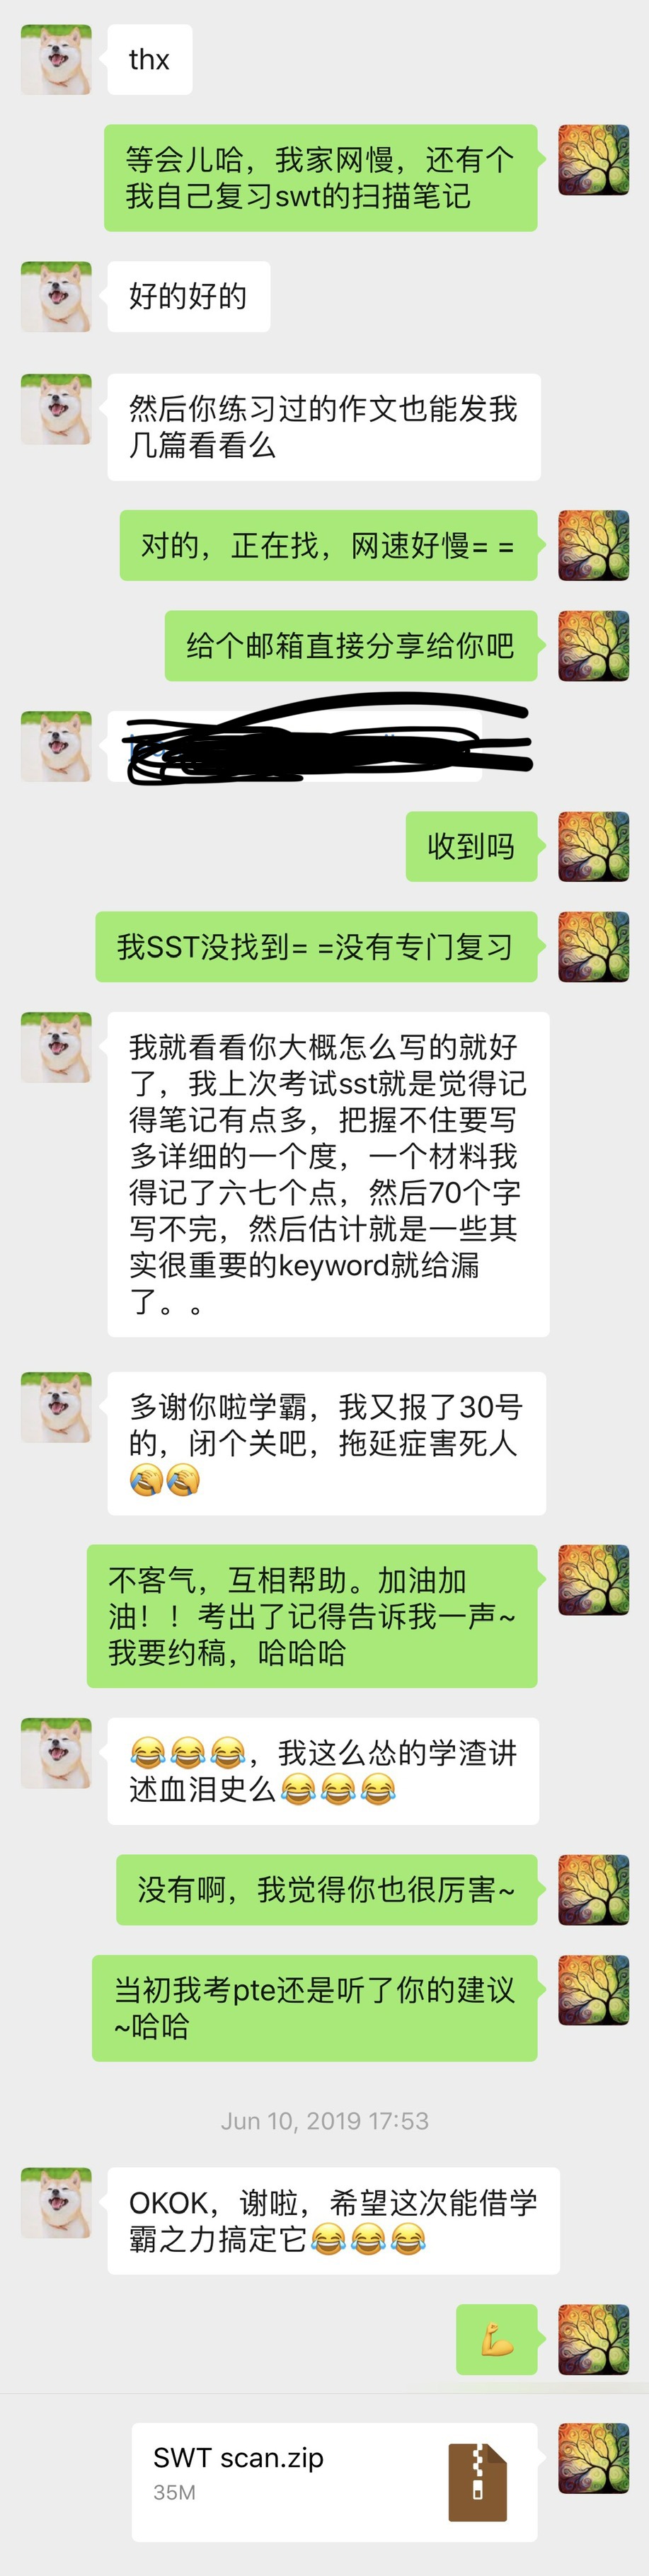 thx
等会儿哈，我家网慢，还有个
我自己复习swt的扫描笔记
好的好的
然后你练习过的作文也能发我
几篇看看么
对的，正在找，网速好慢= =
给个邮箱直接分享给你吧
收到吗
我SST没找到= =没有专门复习
我就看看你大概怎么写的就好
了，我上次考试sst就是觉得记
得笔记有点多，把握不住要写
多详细的一个度，一个材料我
得记了六七个点，然后70个字
写不完，然后估计就是一些其
实很重要的keyword就给漏
了。。
多谢你啦学霸，我又报了30号
的，闭个关吧，拖延症害死人
🤦🤦
不客气，互相帮助。加油加
油！！考出了记得告诉我一声~
我要约稿，哈哈哈
😂😂😂，我这么怂的学渣讲
述血泪史么😂😂😂
没有啊，我觉得你也很厉害~
当初我考pte还是听了你的建议
~哈哈
Jun 10, 2019 17:53
OKOK，谢啦，希望这次能借学
霸之力搞定它😂😂😂
💪
SWT scan.zip
35M